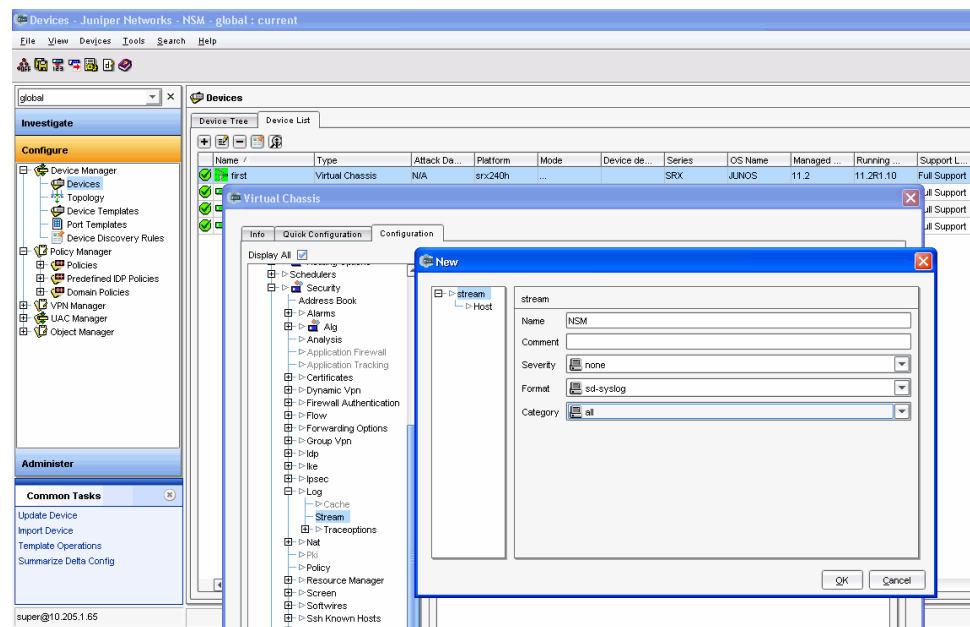 Devices - Juniper Networks - NSM - global : current
File View Devices Tools Search Help
global
Investigate
Configure
Device Manager
Devices
Topology
Device Templates
Port Templates
Device Discovery Rules
Policy Manager
Policies
Predefined IDP Policies
Domain Policies
VPN Manager
UAC Manager
Object Manager
Administer
Common Tasks
Update Device
Import Device
Template Operations
Summarize Delta Config
super@10.205.1.65
Devices
Device Tree Device List
Name / Type Attack Da... Platform Mode Device de... Series OS Name Managed ... Running ... Support L...
first Virtual Chassis N/A srx240h ... SRX JUNOS 11.2 11.2R1.10 Full Support
ull Support
ull Support
ull Support
Virtual Chassis
Info Quick Configuration Configuration
Display All
Schedulers
Security
Address Book
Alarms
Alg
Analysis
Application Firewall
Application Tracking
Certificates
Dynamic Vpn
Firewall Authentication
Flow
Forwarding Options
Group Vpn
Idp
Ike
Ipsec
Log
Cache
Stream
Traceoptions
Nat
Pki
Policy
Resource Manager
Screen
Softwires
Ssh Known Hosts
New
stream
Host
stream
Name NSM
Comment
Severity none
Format sd-syslog
Category all
OK Cancel